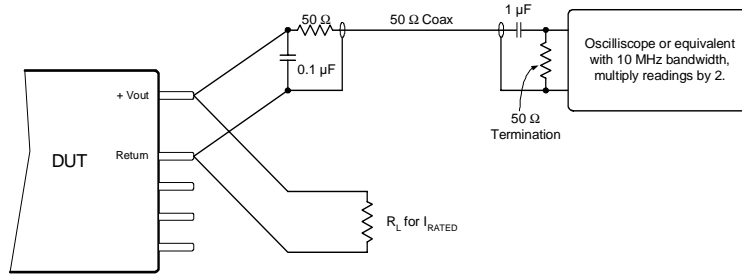 50 Ω
50 Ω Coax
1 µF
0.1 µF
Oscilliscope or equivalent
with 10 MHz bandwidth,
multiply readings by 2.
50 Ω
Termination
+ Vout
Return
DUT
RL for IRATED